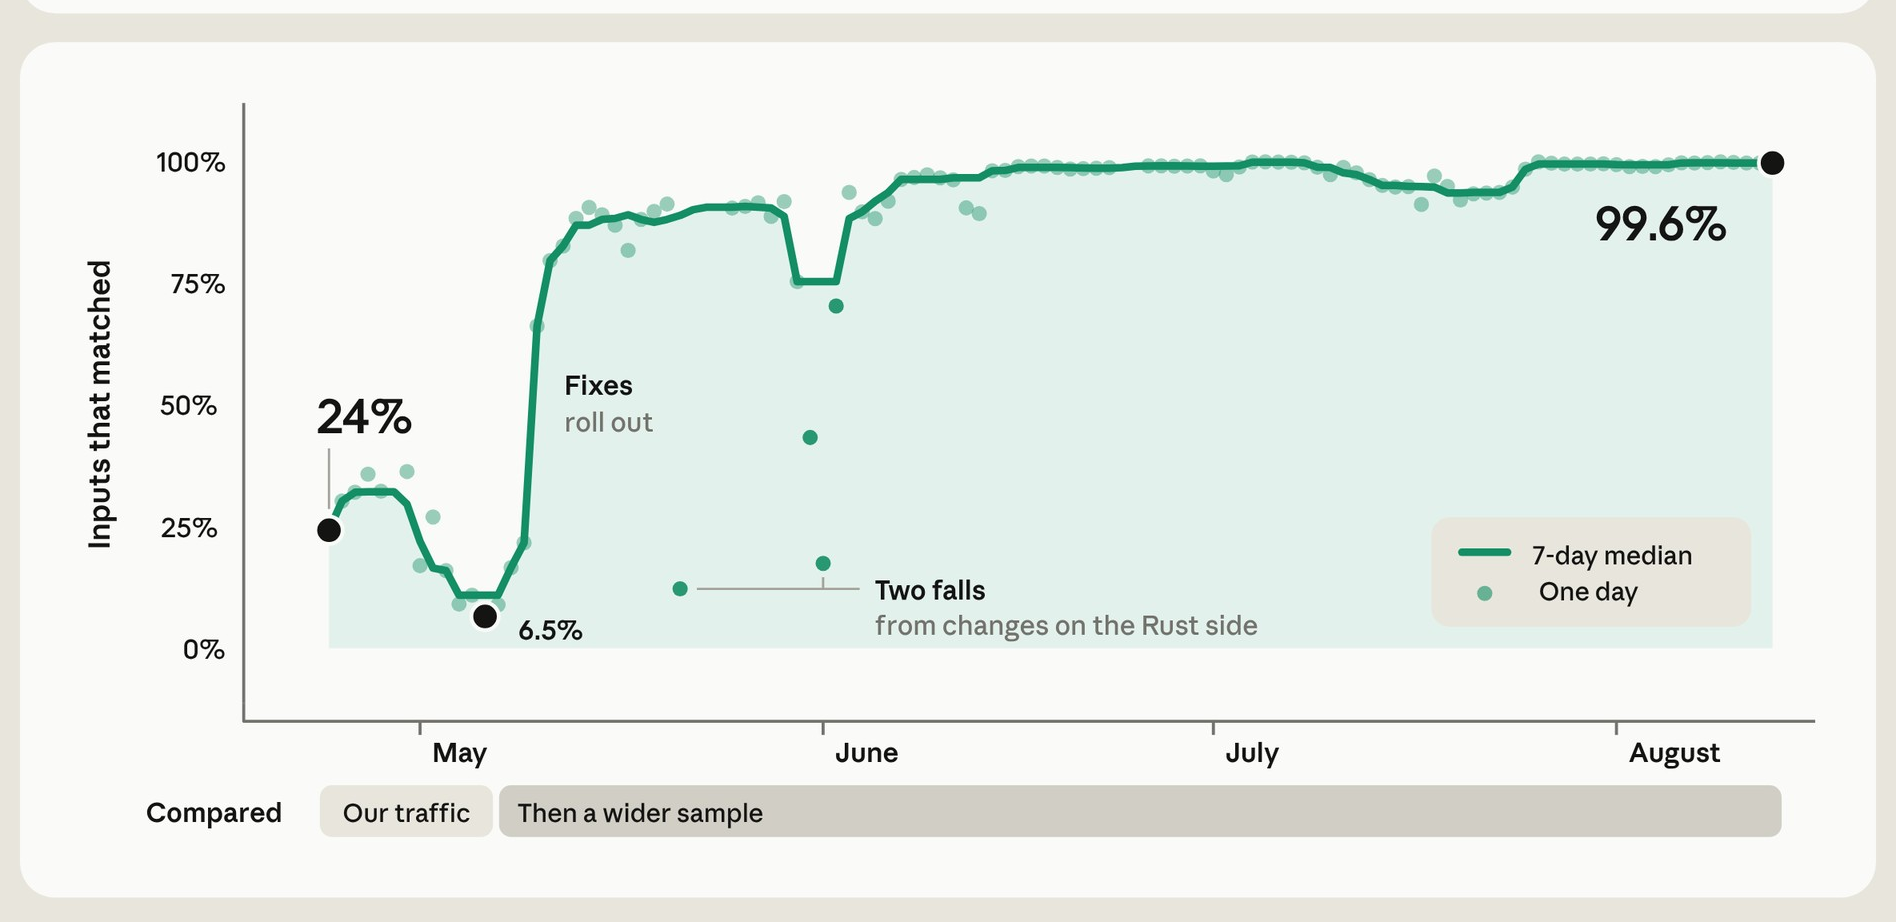 100%
75%
50%
25%
0%
Inputs that matched
24%
6.5%
Fixes
roll out
Two falls
from changes on the Rust side
99.6%
7-day median
One day
May
June
July
August
Compared
Our traffic
Then a wider sample